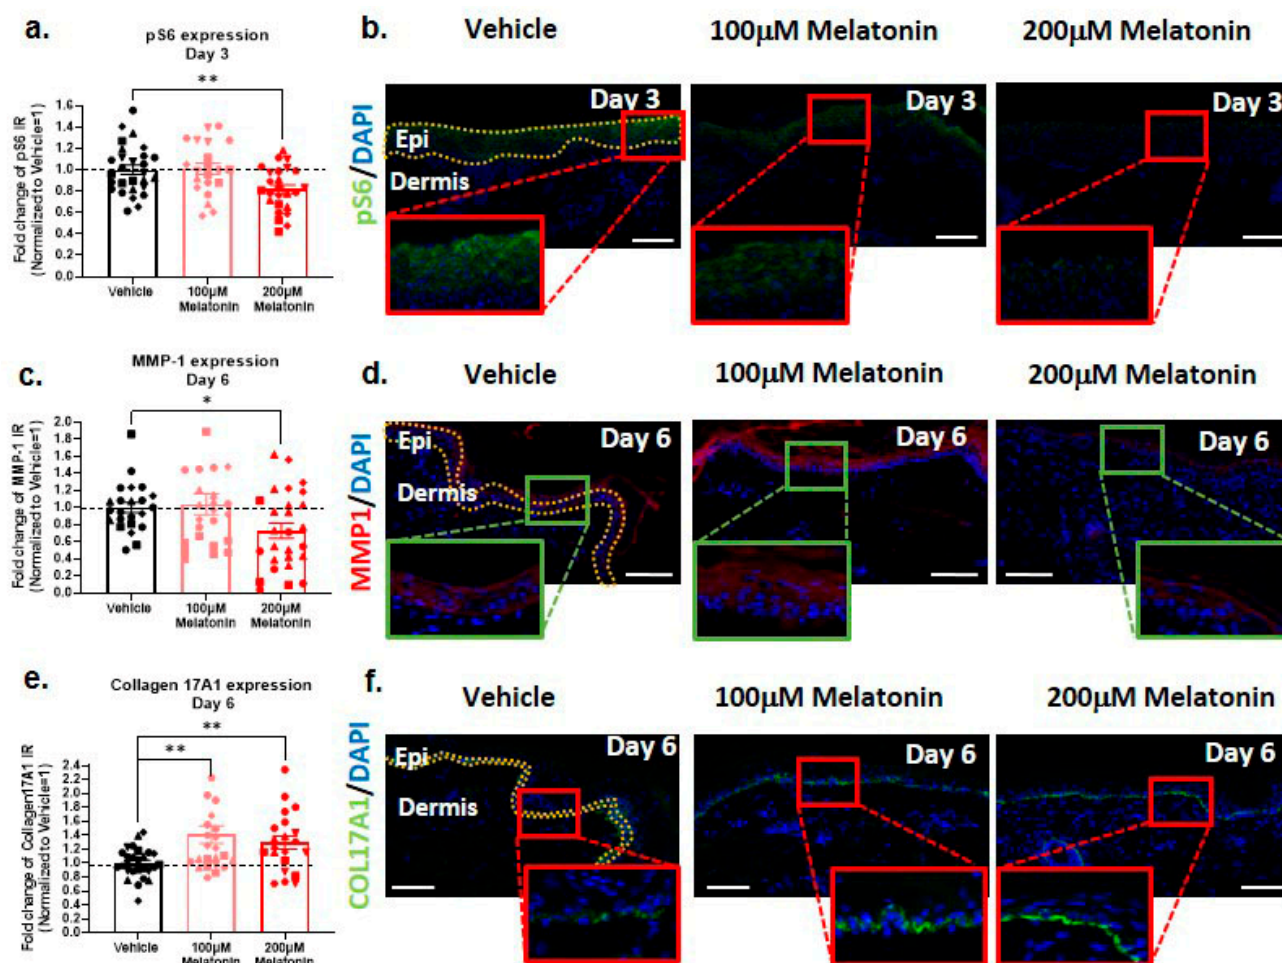 a.
pS6 expression
Day 3
**
Fold change of pS6 IR
(Normalized to Vehicle=1)
1.6
1.4
1.2
1.0
0.8
0.6
0.4
0.2
0.0
Vehicle
100µM
Melatonin
200µM
Melatonin
b.
Vehicle
100µM Melatonin
200µM Melatonin
pS6/DAPI
Day 3
Epi
Dermis
Day 3
Day 3
c.
MMP-1 expression
Day 6
*
Fold change of MMP-1 IR
(Normalized to Vehicle=1)
2.0
1.8
1.6
1.4
1.2
1.0
0.8
0.6
0.4
0.2
0.0
Vehicle
100µM
Melatonin
200µM
Melatonin
d.
Vehicle
100µM Melatonin
200µM Melatonin
MMP1/DAPI
Epi
Day 6
Dermis
Day 6
Day 6
e.
Collagen 17A1 expression
Day 6
**
**
Fold change of Collagen17A1 IR
(Normalized to Vehicle=1)
2.4
2.2
2.0
1.8
1.6
1.4
1.2
1.0
0.8
0.6
0.4
0.2
0.0
Vehicle
100µM
Melatonin
200µM
Melatonin
f.
Vehicle
100µM Melatonin
200µM Melatonin
COL17A1/DAPI
Epi
Day 6
Dermis
Day 6
Day 6